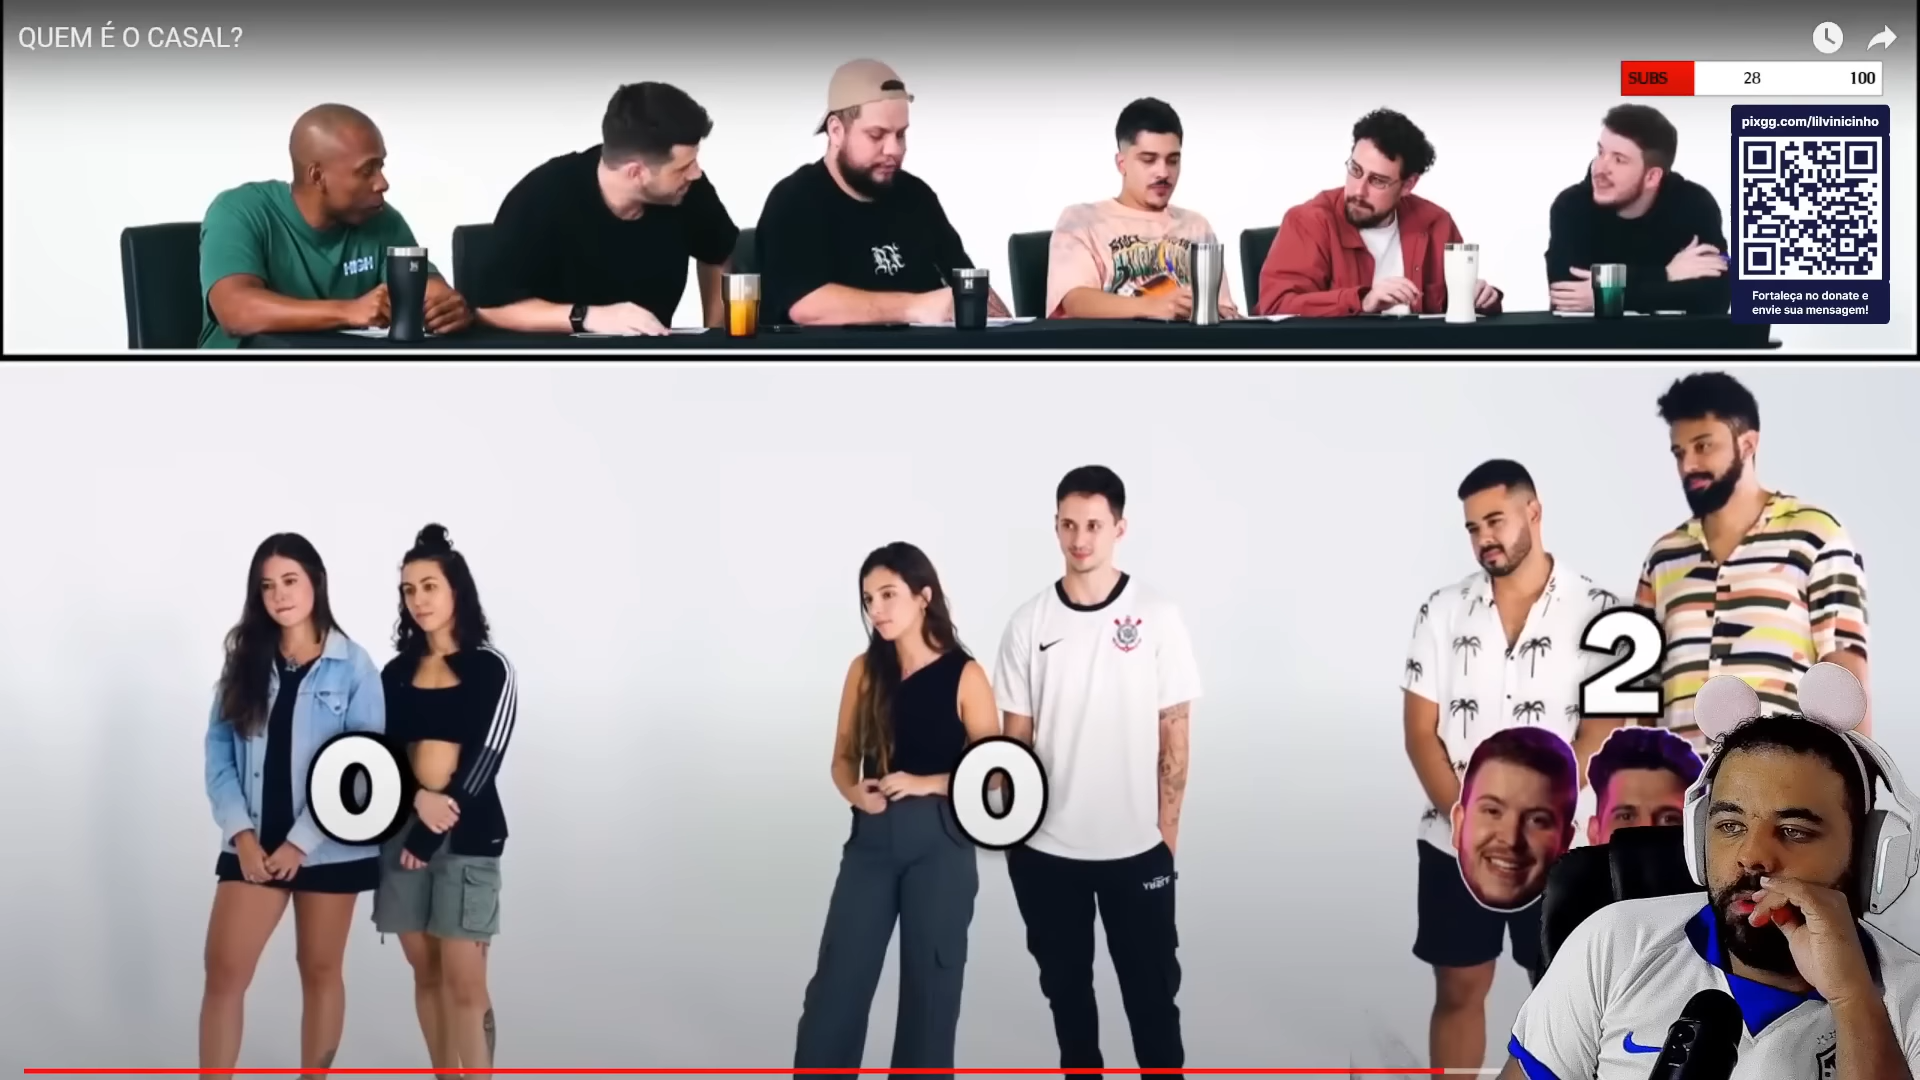 QUEM É O CASAL?
SUBS 28 100
pixgg.com/lilvinicinho
Fortaleça no donate e
envie sua mensagem!
HIGH
0
0
2